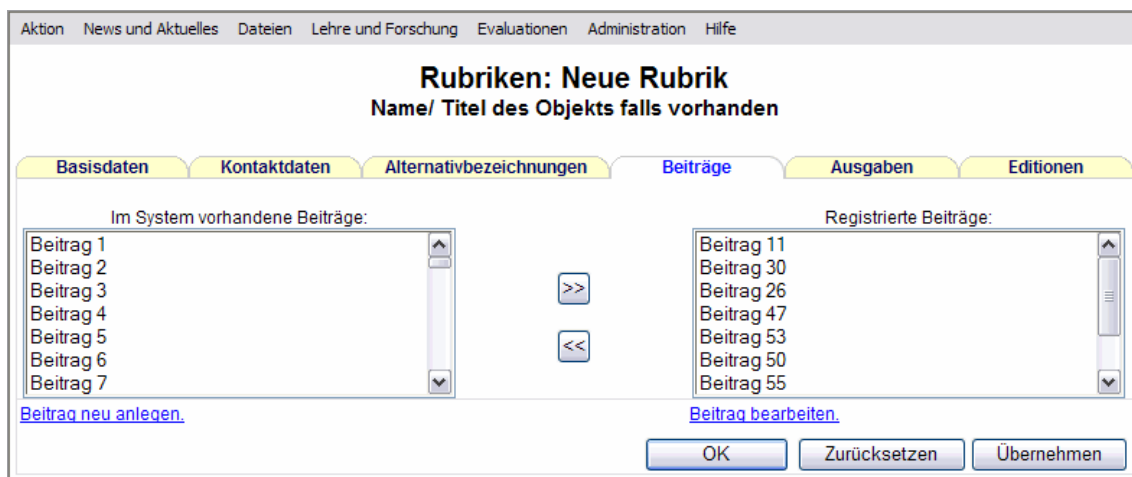 Aktion News und Aktuelles Dateien Lehre und Forschung Evaluationen Administration Hilfe
Rubriken: Neue Rubrik
Name/ Titel des Objekts falls vorhanden
Basisdaten Kontaktdaten Alternativbezeichnungen Beiträge Ausgaben Editionen
Im System vorhandene Beiträge: Registrierte Beiträge:
Beitrag 1 Beitrag 11
Beitrag 2 Beitrag 30
Beitrag 3 >> Beitrag 26
Beitrag 4 Beitrag 47
Beitrag 5 << Beitrag 53
Beitrag 6 Beitrag 50
Beitrag 7 Beitrag 55
Beitrag neu anlegen. Beitrag bearbeiten.
OK Zurücksetzen Übernehmen